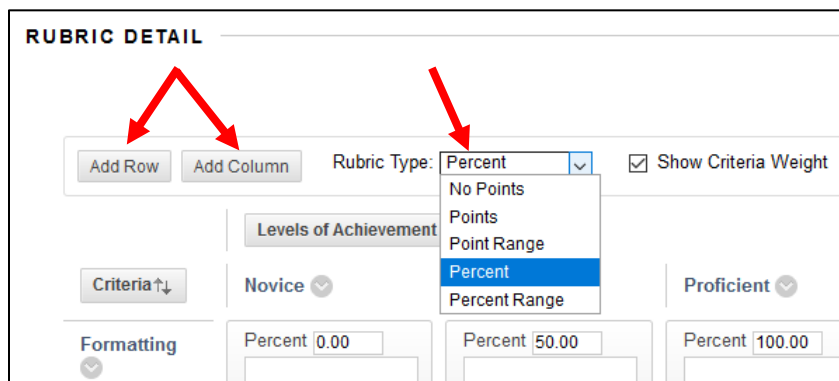 RUBRIC DETAIL
Add Row Add Column Rubric Type: Percent Show Criteria Weight
No Points
Points
Point Range
Percent
Percent Range
Levels of Achievement
Criteria Novice Proficient
Formatting Percent 0.00 Percent 50.00 Percent 100.00